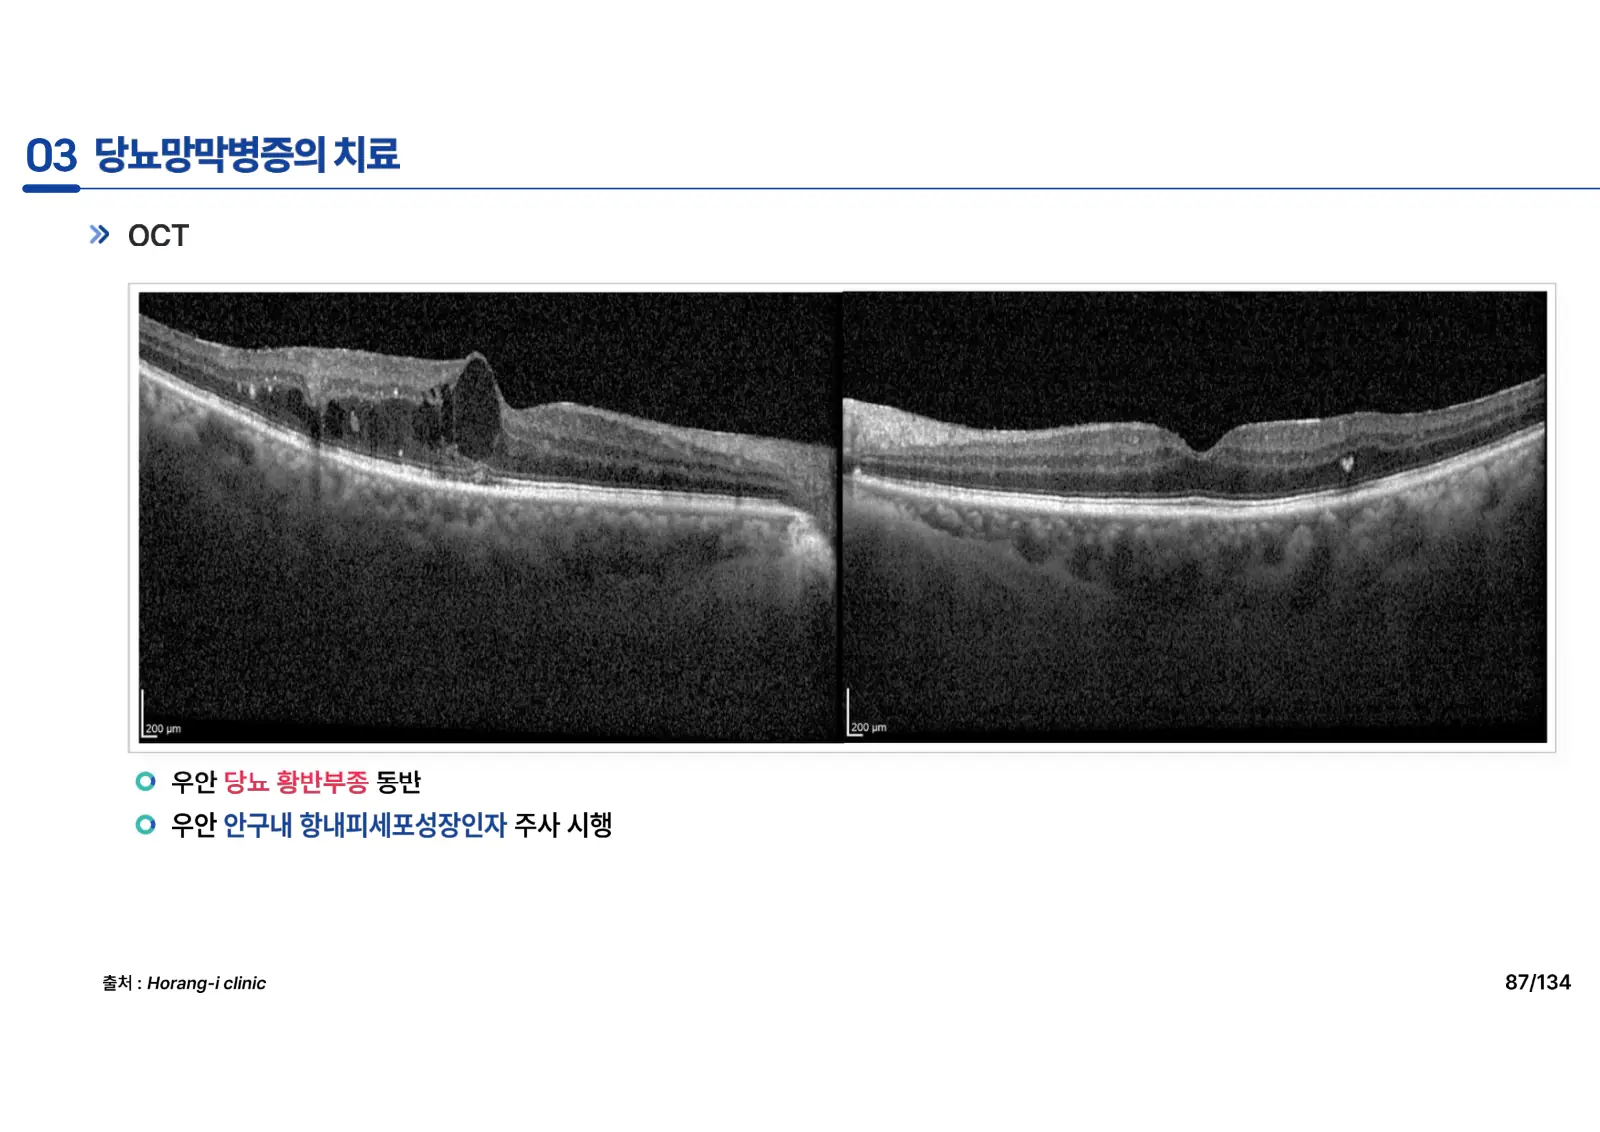 03 당뇨망막병증의 치료
OCT
200 μm
200 μm
우안 당뇨 황반부종 동반
우안 안구내 항내피세포성장인자 주사 시행
출처 : Horang-i clinic
87/134